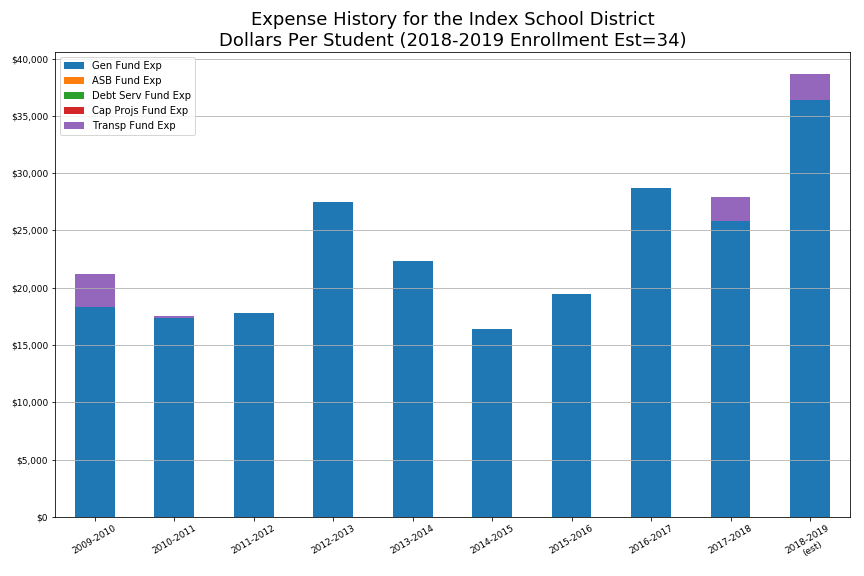 Expense History for the Index School District
Dollars Per Student (2018-2019 Enrollment Est=34)
Gen Fund Exp
ASB Fund Exp
Debt Serv Fund Exp
Cap Projs Fund Exp
Transp Fund Exp
$40,000
$35,000
$30,000
$25,000
$20,000
$15,000
$10,000
$5,000
$0
2009-2010
2010-2011
2011-2012
2012-2013
2013-2014
2014-2015
2015-2016
2016-2017
2017-2018
2018-2019
(est)